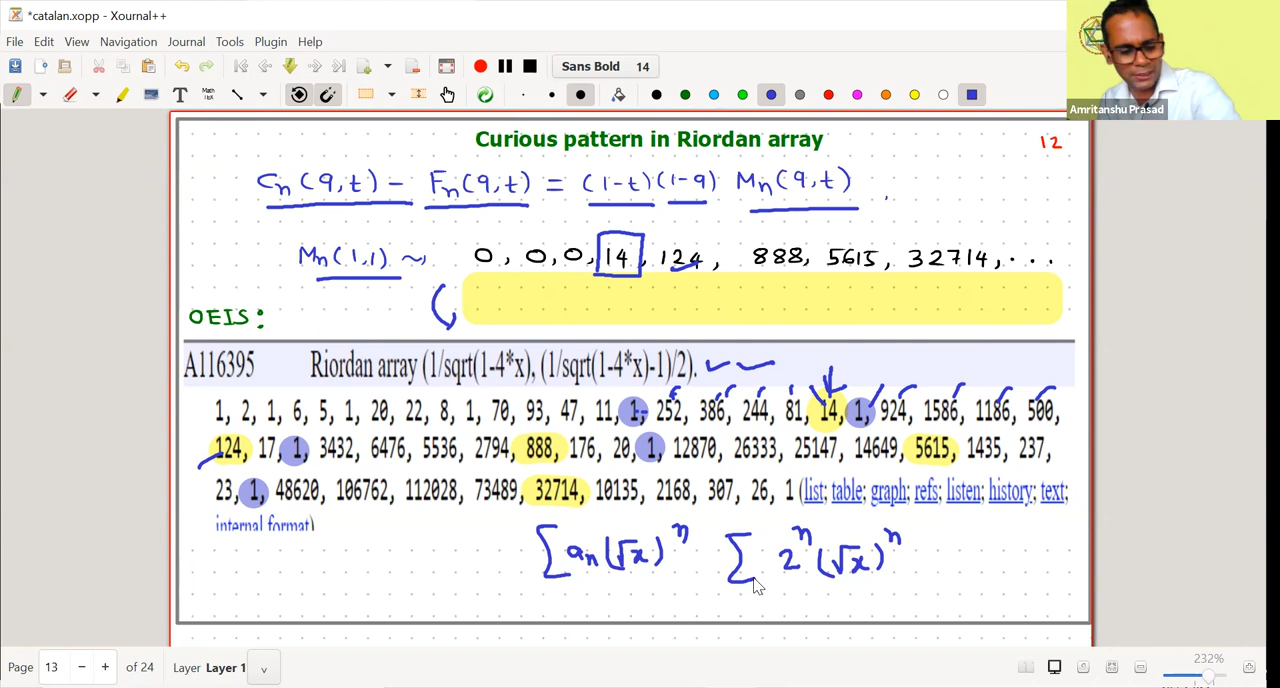 *catalan.xopp - Xournal++
File Edit View Navigation Journal Tools Plugin Help
Sans Bold 14
Amritanshu Prasad
Curious pattern in Riordan array
12
Cn(q,t) - Fn(q,t) = (1-t)(1-q) Mn(q,t) .
Mn(1,1) ~ 0, 0, 0, 14, 124, 888, 5615, 32714, ...
OEIS:
A116395 Riordan array (1/sqrt(1-4*x), (1/sqrt(1-4*x)-1)/2).
1, 2, 1, 6, 5, 1, 20, 22, 8, 1, 70, 93, 47, 11, 1, 252, 386, 244, 81, 14, 1, 924, 1586, 1186, 500,
124, 17, 1, 3432, 6476, 5536, 2794, 888, 176, 20, 1, 12870, 26333, 25147, 14649, 5615, 1435, 237,
23, 1, 48620, 106762, 112028, 73489, 32714, 10135, 2168, 307, 26, 1 (list; table; graph; refs; listen; history; text;
internal format)
∑ an(√x)^n ∑ 2^n(√x)^n
Page 13 − + of 24 Layer Layer 1 232%